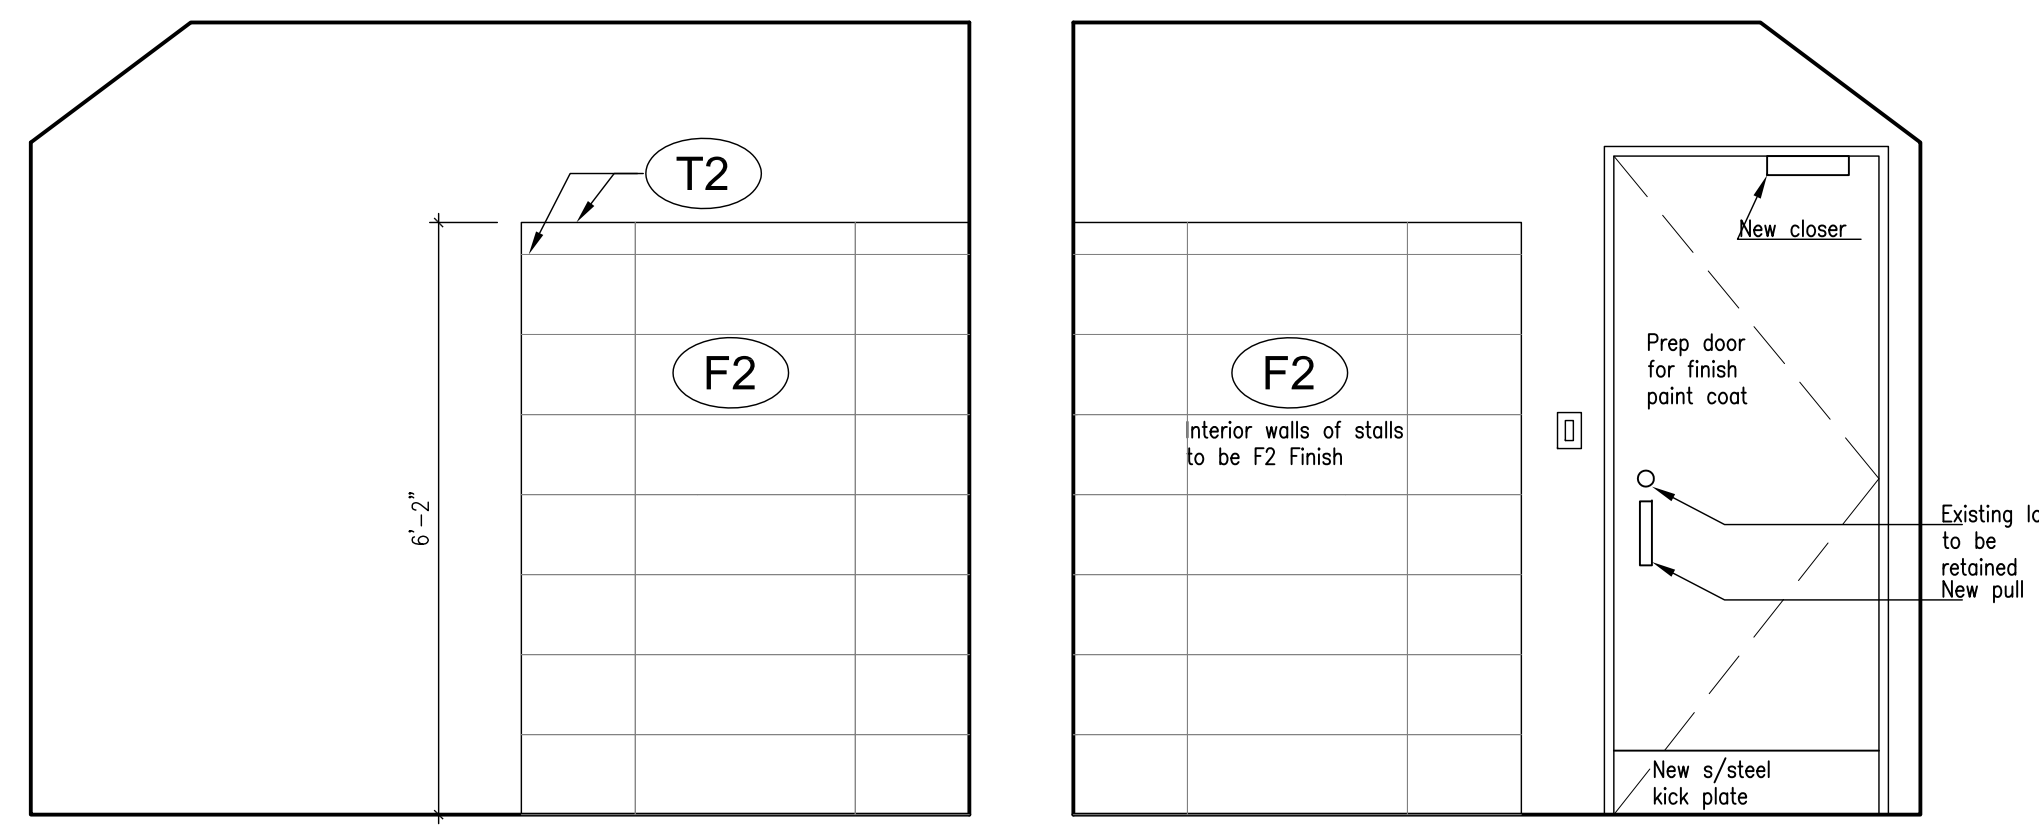 T2
F2
6'-2"
F2
Interior walls of stalls
to be F2 Finish
New closer
Prep door
for finish
paint coat
Existing
to be
retained
New pull
New s/steel
kick plate